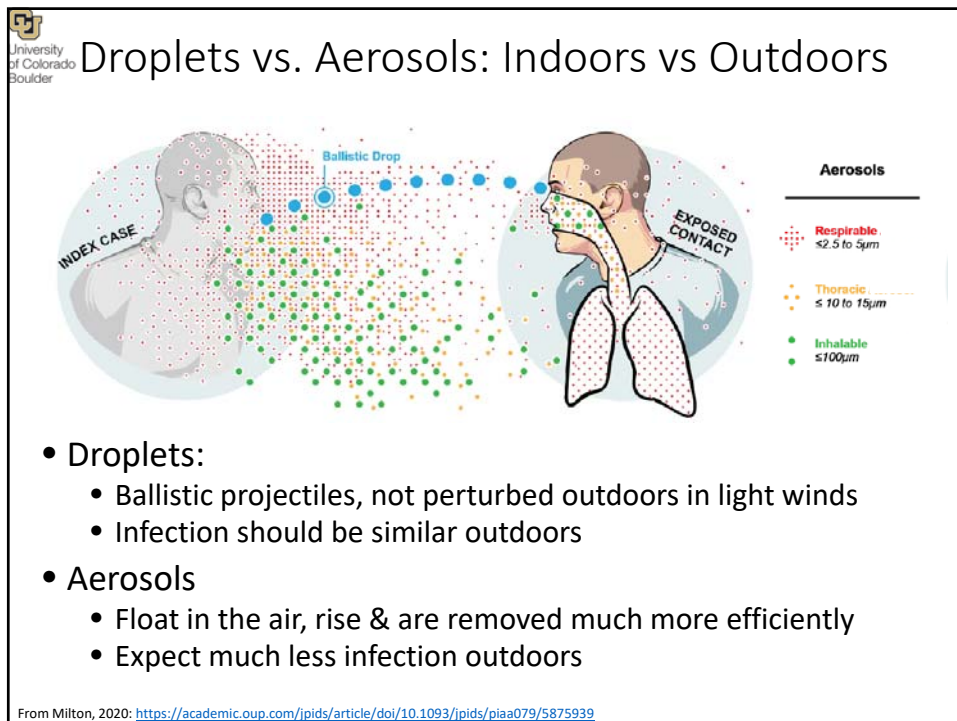 University
of Colorado
Boulder
Droplets vs. Aerosols: Indoors vs Outdoors
Ballistic Drop
INDEX CASE
EXPOSED
CONTACT
Aerosols
Respirable
≤2.5 to 5µm
Thoracic
≤ 10 to 15µm
Inhalable
≤100µm
• Droplets:
• Ballistic projectiles, not perturbed outdoors in light winds
• Infection should be similar outdoors
• Aerosols
• Float in the air, rise & are removed much more efficiently
• Expect much less infection outdoors
From Milton, 2020: https://academic.oup.com/jpids/article/doi/10.1093/jpids/piaa079/5875939